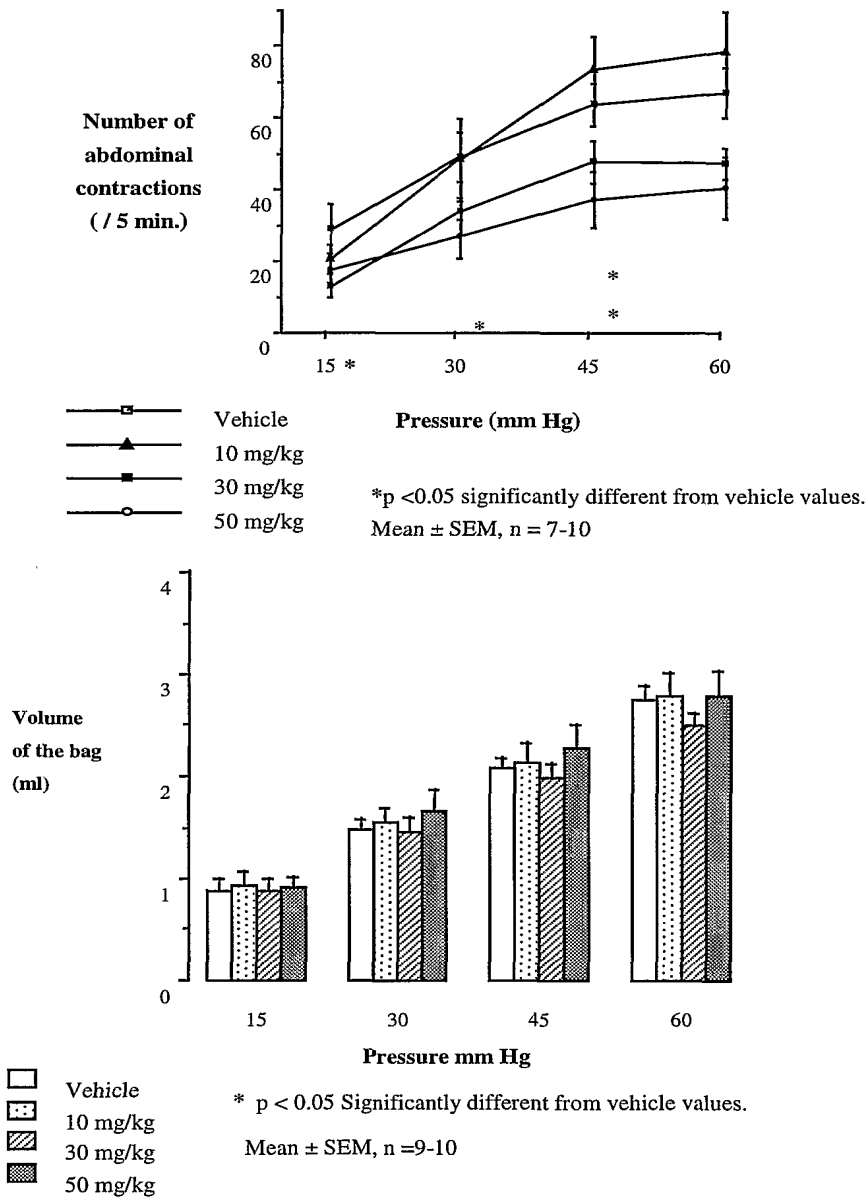 80
60
40
20
0
Number of
abdominal
contractions
( / 5 min.)
*
*
*
15 * 30 45 60
Pressure (mm Hg)
Vehicle
10 mg/kg
30 mg/kg
50 mg/kg
*p <0.05 significantly different from vehicle values.
Mean ± SEM, n = 7-10
4
3
2
1
0
Volume
of the bag
(ml)
15 30 45 60
Pressure mm Hg
Vehicle
10 mg/kg
30 mg/kg
50 mg/kg
* p < 0.05 Significantly different from vehicle values.
Mean ± SEM, n =9-10